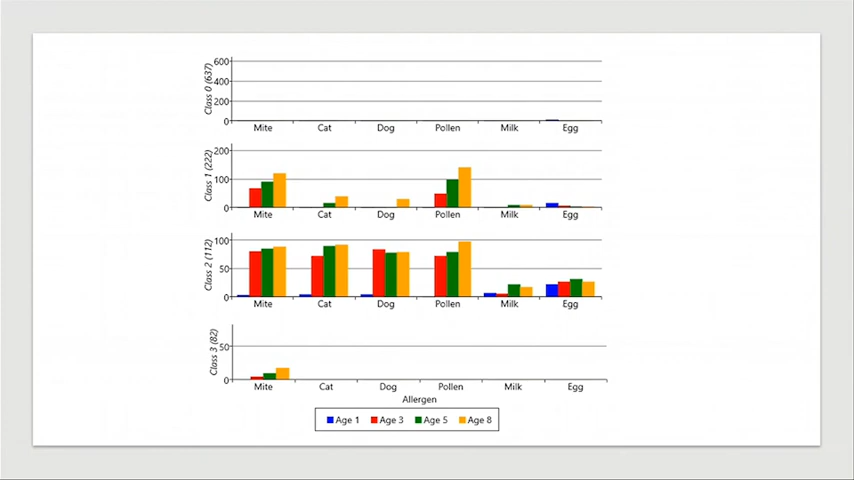 Class 0 (637)
600
400
200
0
Mite Cat Dog Pollen Milk Egg
Class 1 (222)
200
100
0
Mite Cat Dog Pollen Milk Egg
Class 2 (112)
100
50
0
Mite Cat Dog Pollen Milk Egg
Class 3 (82)
50
0
Mite Cat Dog Pollen Milk Egg
Allergen
Age 1 Age 3 Age 5 Age 8